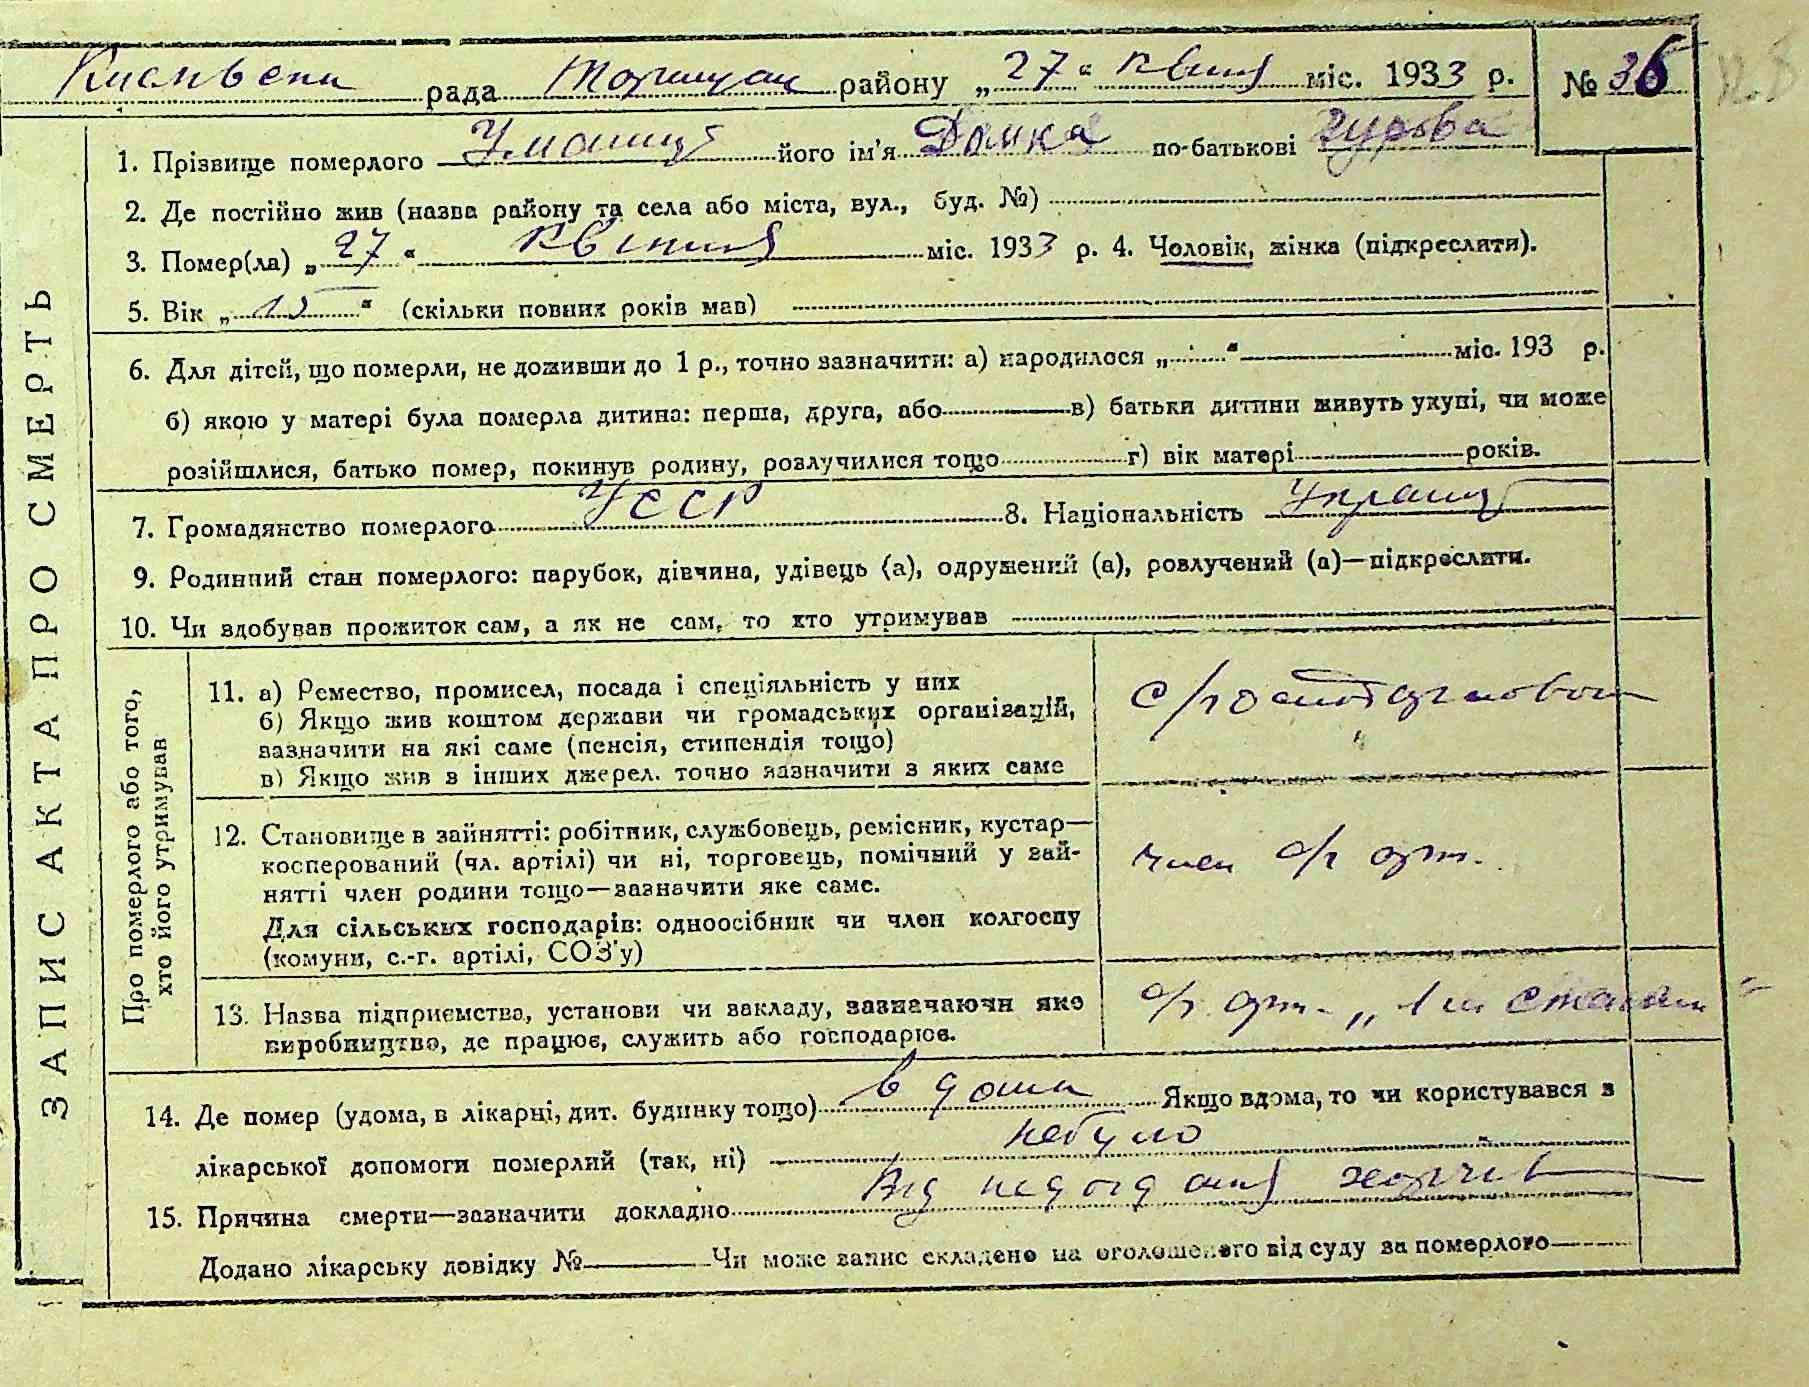 рада району „27“ Квітня міс. 1933 р. № 36
1. Прізвище померлого його ім'я Домка по-батькові Гурова
2. Де постійно жив (назва району та села або міста, вул., буд. №)
3. Помер(ла) „27“ Квітня міс. 1933 р. 4. Чоловік, жінка (підкреслити).
5. Вік „ “ (скільки повних років мав)
6. Для дітей, що померли, не доживши до 1 р., точно зазначити: а) народилося „ “ міс. 193 р.
б) якою у матері була померла дитина: перша, друга, або в) батьки дитини живуть укупі, чи може
розійшлися, батько помер, покинув родину, розлучилися тощо г) вік матері років.
7. Громадянство померлого УССР 8. Національність Украинц
9. Родинний стан померлого: парубок, дівчина, удівець (а), одружений (а), розлучений (а)—підкреслити.
10. Чи здобував прожиток сам, а як не сам, то хто утримував
ЗАПИС АКТА ПРО СМЕРТЬ
Про померлого або того,
хто його утримував
11. а) Ремество, промисел, посада і спеціяльність у них
б) Якщо жив коштом держави чи громадських організацій,
зазначити на які саме (пенсія, стипендія тощо)
в) Якщо жив з інших джерел. точно зазначити з яких саме
12. Становище в зайнятті: робітник, службовець, ремісник, кустар—
косперований (чл. артілі) чи ні, торговець, помічний у зай-
нятті член родини тощо—зазначити яке саме.
Для сільських господарів: одноосібник чи член колгоспу
(комуни, с.-г. артілі, СОЗ'у)
член с/г арт.
13. Назва підприємства, установи чи закладу, зазначаючи яке
виробництво, де працює, служить або господарює.
с/г. арт. „ Сталін“
14. Де помер (удома, в лікарні, дит. будинку тощо) в дома Якщо вдома, то чи користувався з
лікарської допомоги померлий (так, ні) небуло
15. Причина смерти—зазначити докладно Від недоїдания харчів
Додано лікарську довідку № Чи може запис складено на оголошеного від суду за померлого